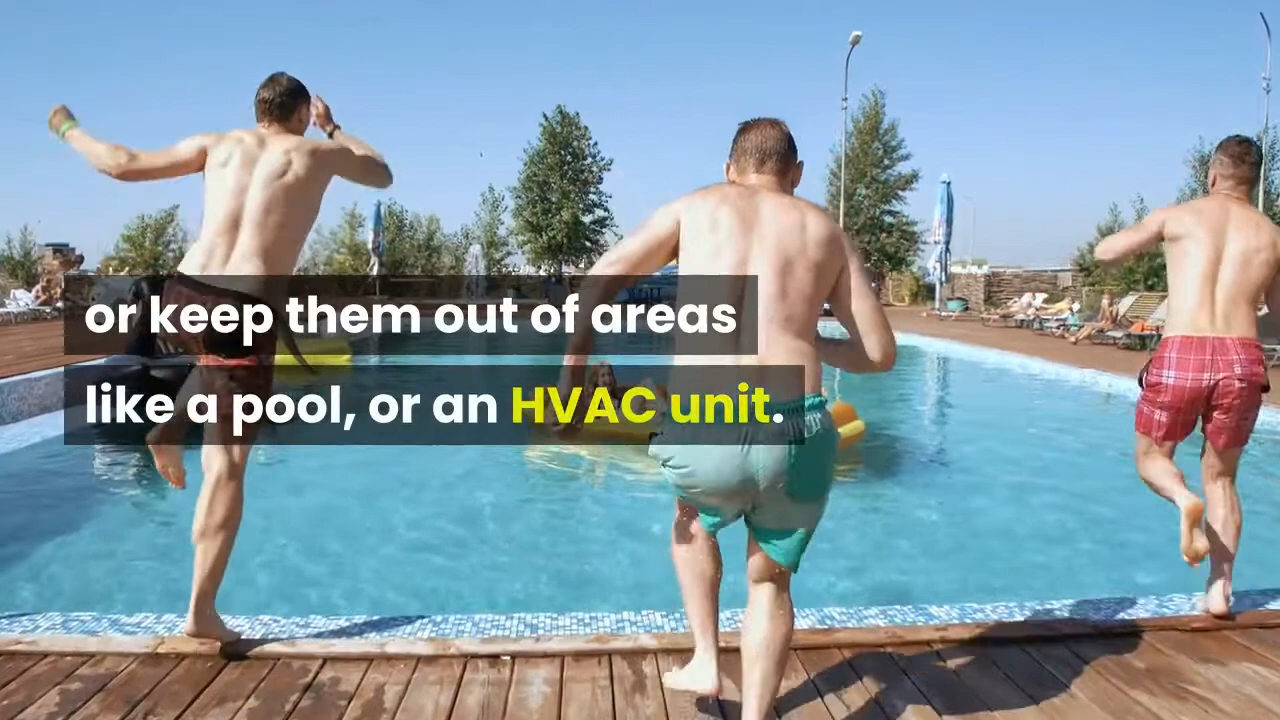 or keep them out of areas
like a pool, or an HVAC unit.